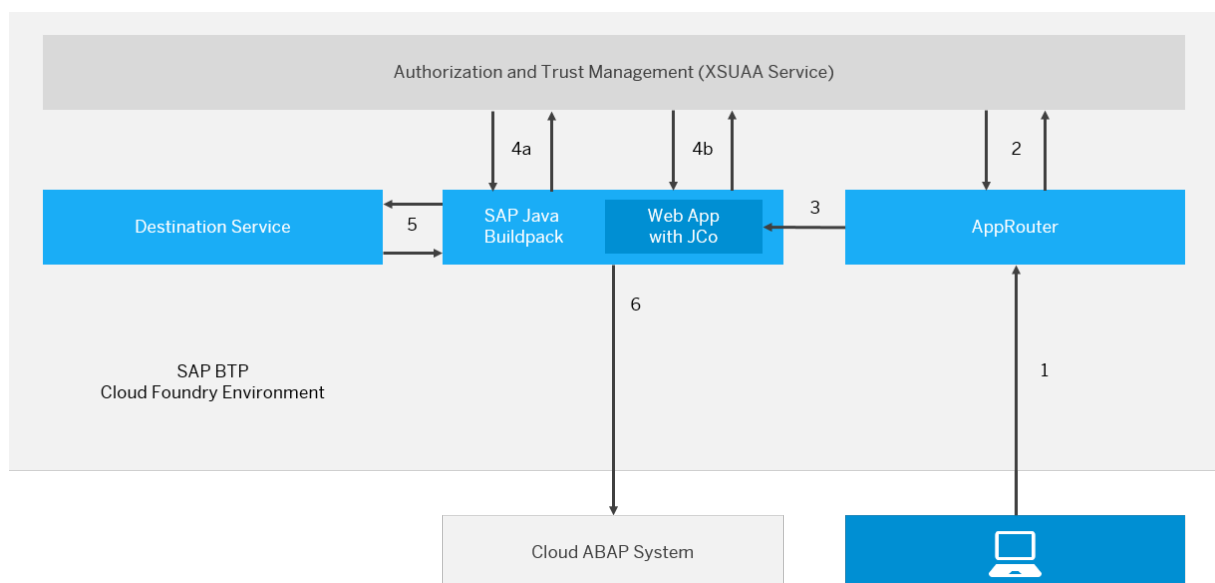 Authorization and Trust Management (XSUAA Service)
4a
4b
2
Destination Service
5
SAP Java
Buildpack
Web App
with JCo
3
AppRouter
6
SAP BTP
Cloud Foundry Environment
1
Cloud ABAP System